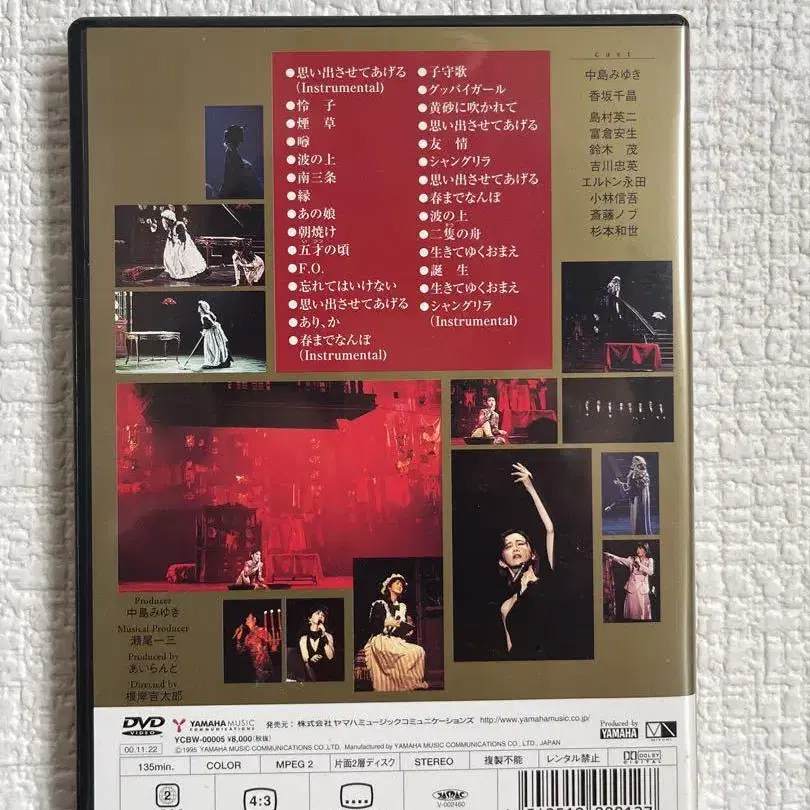 ●思い出させてあげる
(Instrumental)
●怜子
●煙草
●噂
●波の上
●南三条
●縁
●あの娘
●朝焼け
●五才の頃
●F.O.
●忘れてはいけない
●思い出させてあげる
●あり、か
●春までなんぼ
(Instrumental)
●子守歌
●グッバイガール
●黄砂に吹かれて
●思い出させてあげる
●友情
●シャングリラ
●思い出させてあげる
●春までなんぼ
●波の上
●二隻の舟
●生きてゆくおまえ
●誕生
●生きてゆくおまえ
●シャングリラ
(Instrumental)
cast
中島みゆき
香坂千晶
島村英二
富倉安生
鈴木 茂
吉川忠英
エルトン永田
小林信吾
斎藤ノブ
杉本和世
Producer
中島みゆき
Musical Producer
瀬尾一三
Produced by
あいらんど
Directed by
根岸吉太郎
DVD
VIDEO
YAMAHA MUSIC
COMMUNICATIONS
発売元：株式会社ヤマハミュージックコミュニケーションズ http://www.yamahamusic.co.jp/
Produced by
YAMAHA
00.11.22
YCBW-00005 ¥8,000(税抜)
©1995 YAMAHA MUSIC COMMUNICATIONS CO.,LTD. Manufactured by YAMAHA MUSIC COMMUNICATIONS CO.,LTD., JAPAN
135min.
COLOR
MPEG 2
片面2層ディスク
STEREO
複製不能
レンタル禁止
DOLBY
DIGITAL
2
4:3
V-002460